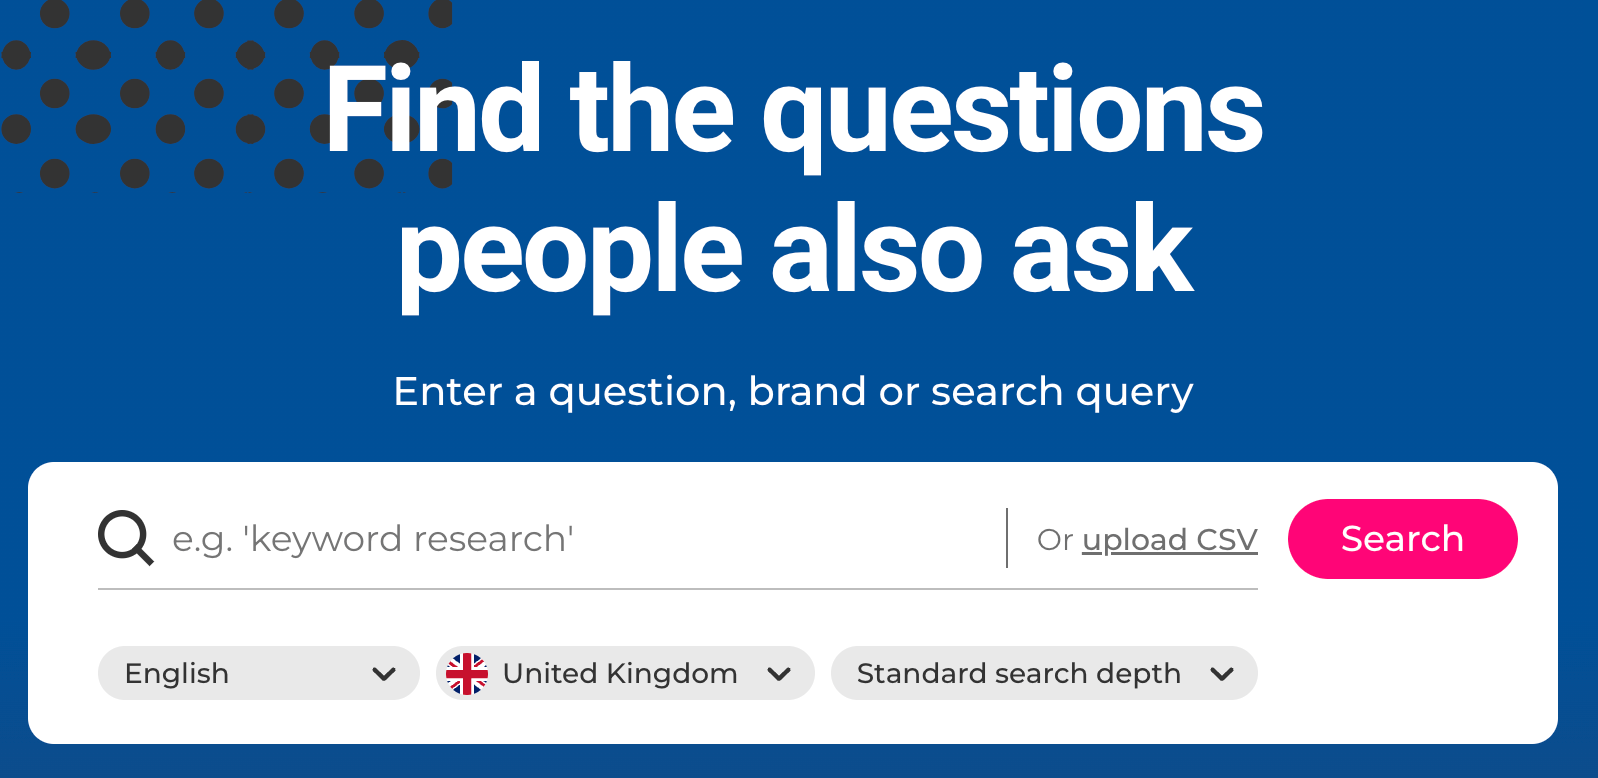 Find the questions
people also ask
Enter a question, brand or search query
e.g. 'keyword research'
Or upload CSV
Search
English
United Kingdom
Standard search depth